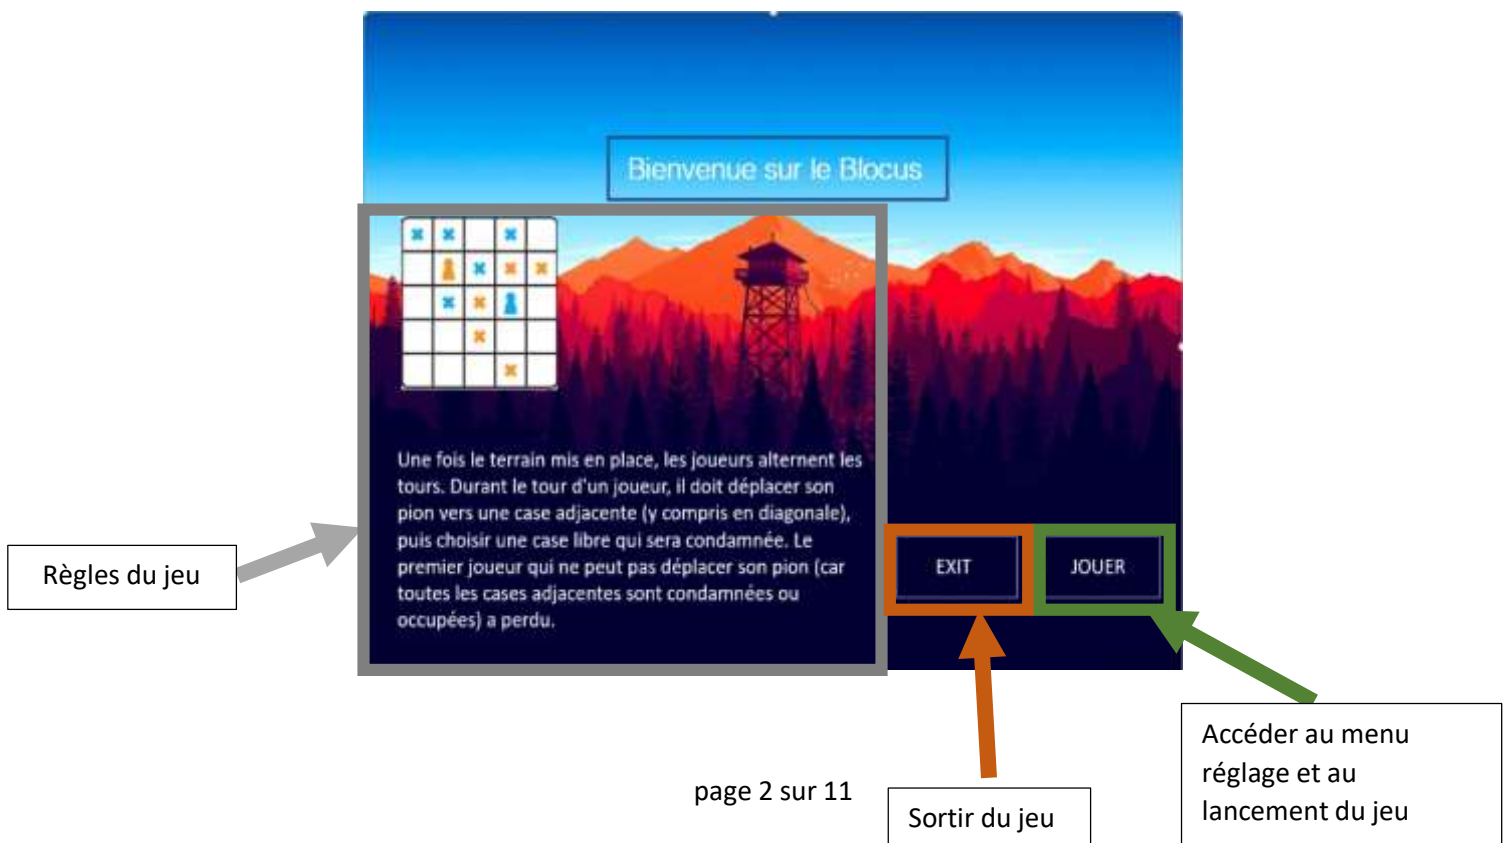 Bienvenue sur le Blocus
Une fois le terrain mis en place, les joueurs alternent les
tours. Durant le tour d'un joueur, il doit déplacer son
pion vers une case adjacente (y compris en diagonale),
puis choisir une case libre qui sera condamnée. Le
premier joueur qui ne peut pas déplacer son pion (car
toutes les cases adjacentes sont condamnées ou
occupées) a perdu.
Règles du jeu
EXIT
JOUER
Accéder au menu
réglage et au
lancement du jeu
Sortir du jeu
page 2 sur 11